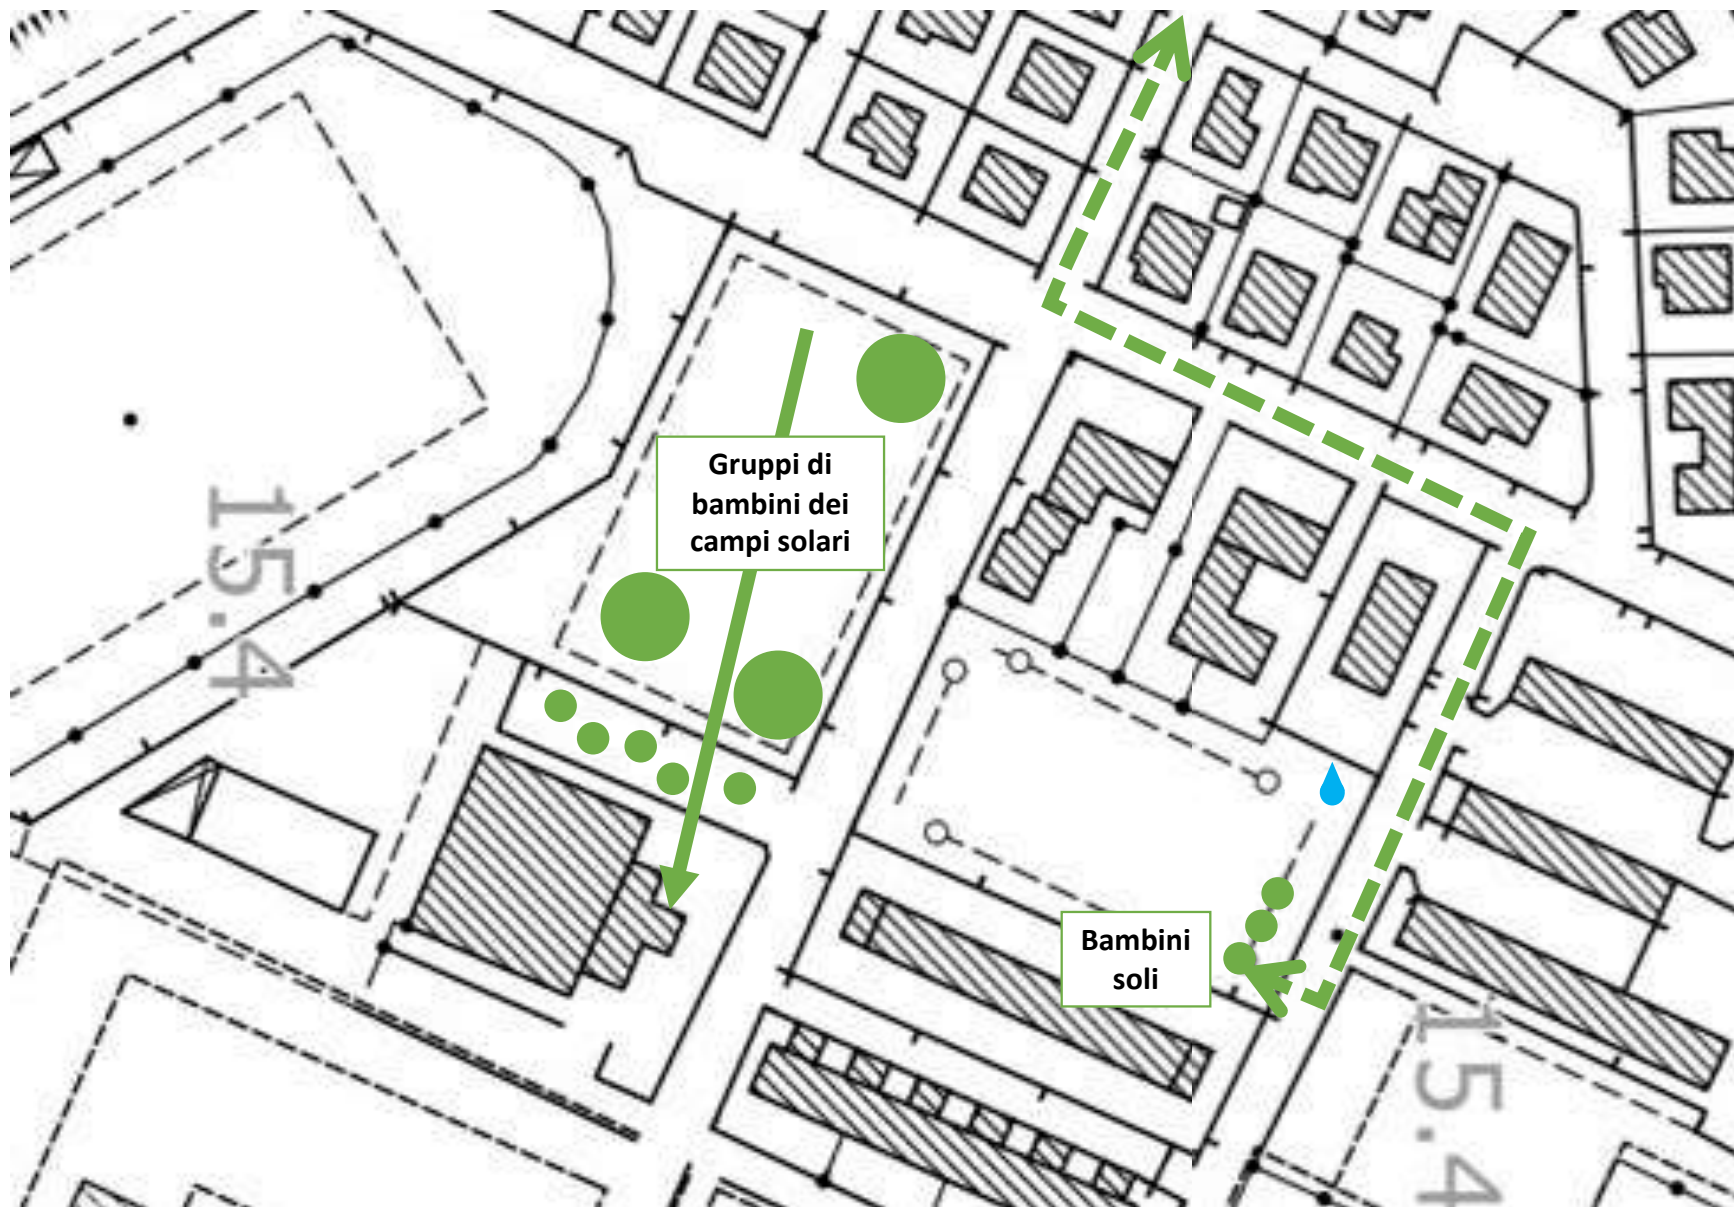 Gruppi di
bambini dei
campi solari
15.4
Bambini
soli
15.4